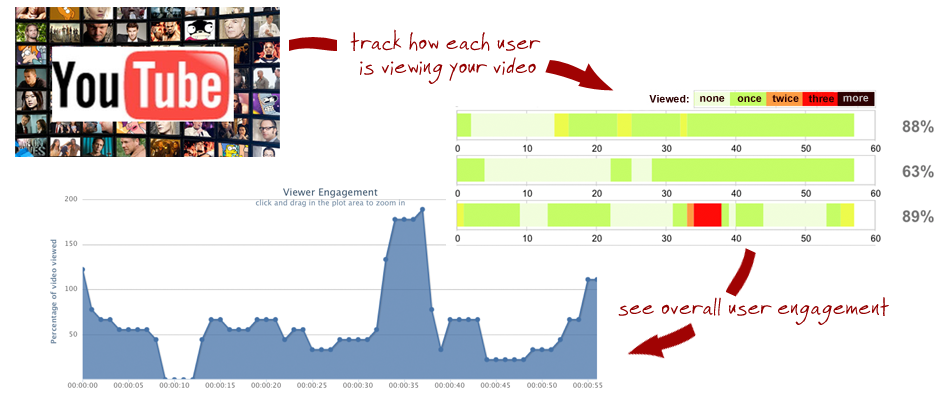 You Tube
track how each user
is viewing your video
Viewed: none once twice three more
88%
0 10 20 30 40 50 60
63%
0 10 20 30 40 50 60
89%
0 10 20 30 40 50 60
Viewer Engagement
click and drag in the plot area to zoom in
Percentage of video viewed
200
150
100
50
00:00:00 00:00:05 00:00:10 00:00:15 00:00:20 00:00:25 00:00:30 00:00:35 00:00:40 00:00:45 00:00:50 00:00:55
see overall user engagement